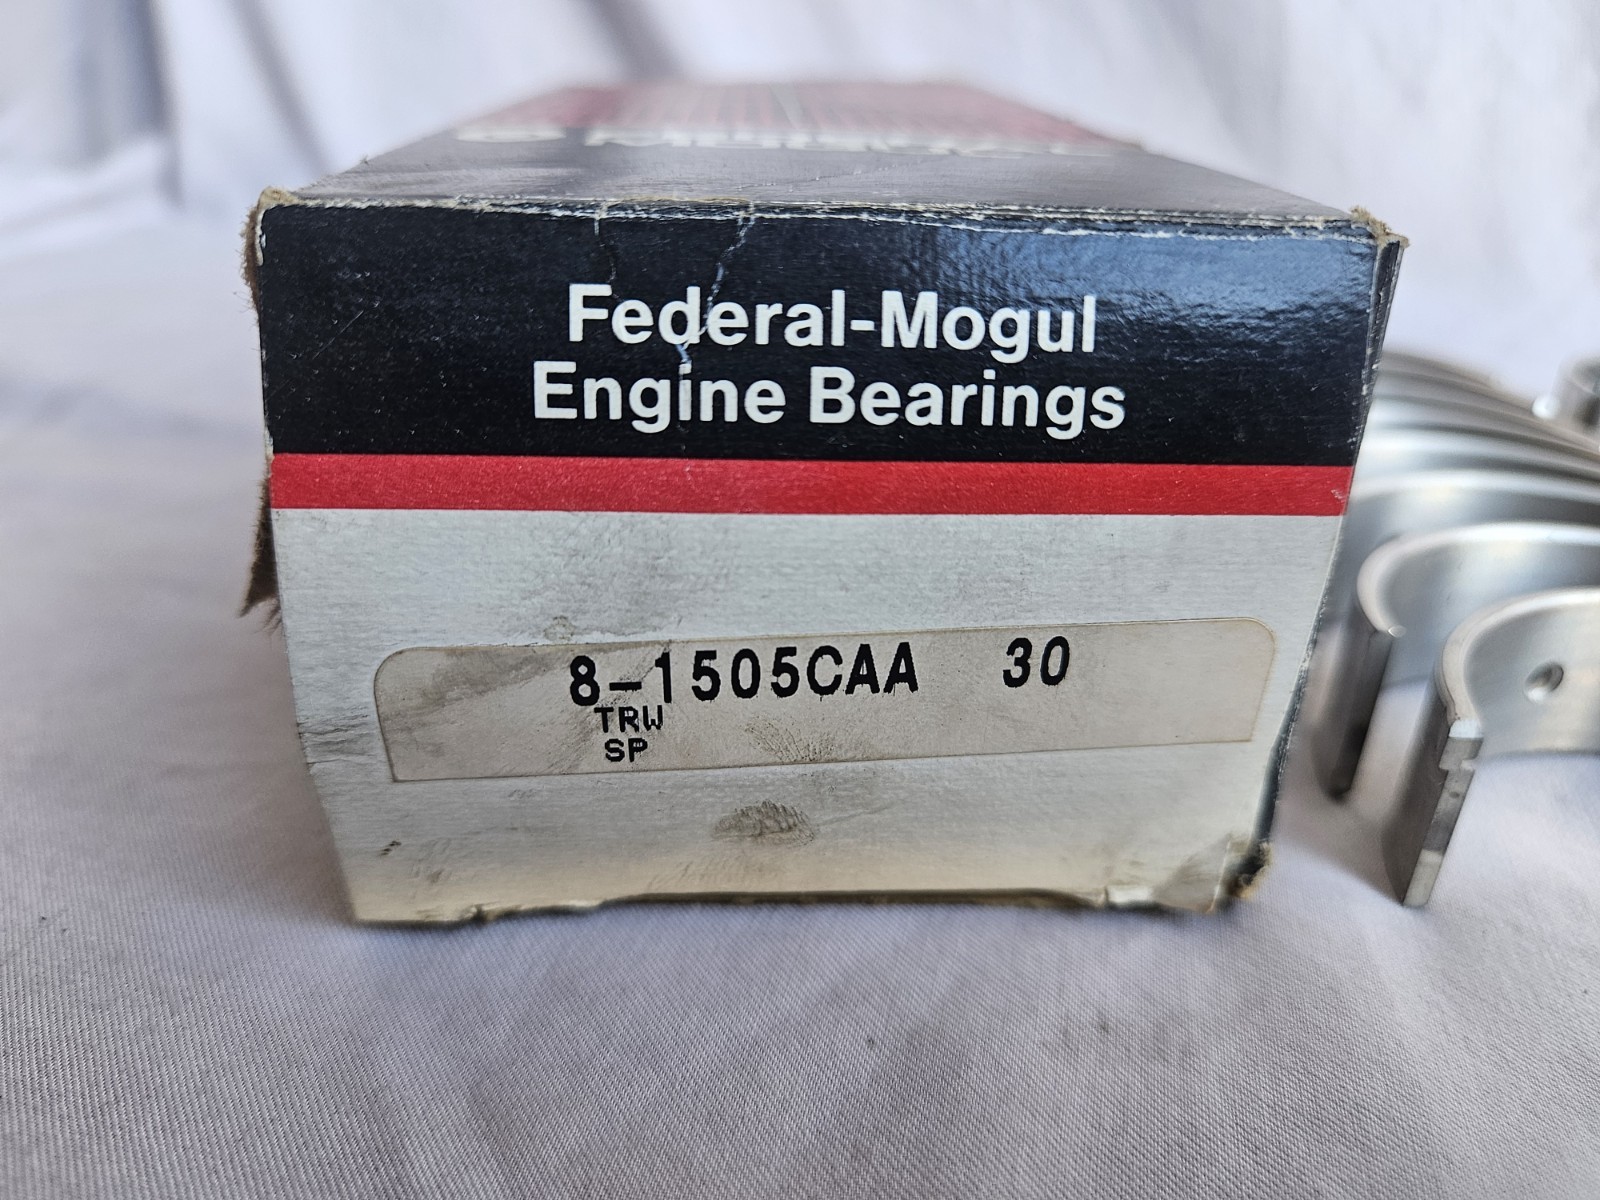 Federal-Mogul
Engine Bearings
8-1505CAA 30
TRW
SP